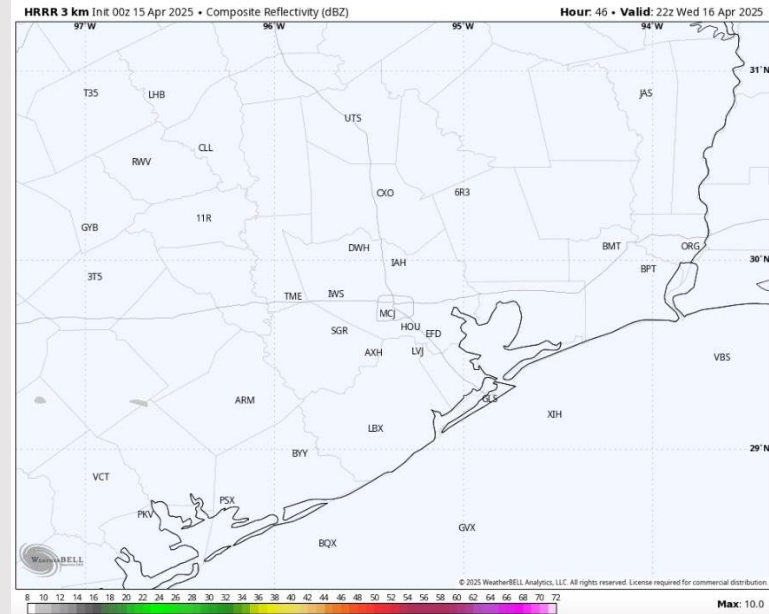 HRRR 3 km Init 00z 15 Apr 2025 • Composite Reflectivity (dBZ) Hour: 46 • Valid: 22z Wed 16 Apr 2025
97°W 96°W 95°W 94°W
31°N
T35 LHB JAS
UTS
CLL
RWV
CXO 6R3
11R
GYB
DWH BMT ORG
IAH 30°N
BPT
3T5
TME IWS
MCJ
SGR HOU EFD
AXH LVJ VBS
ARM GLS
XIH
LBX
29°N
BYY
VCT
PSX
PKV
GVX
BQX
WeatherBELL
© 2025 WeatherBELL Analytics, LLC. All rights reserved. License required for commercial distribution.
8 10 12 14 16 18 20 22 24 26 28 30 32 34 36 38 40 42 44 46 48 50 52 54 56 58 60 62 64 66 68 70 72 Max: 10.0